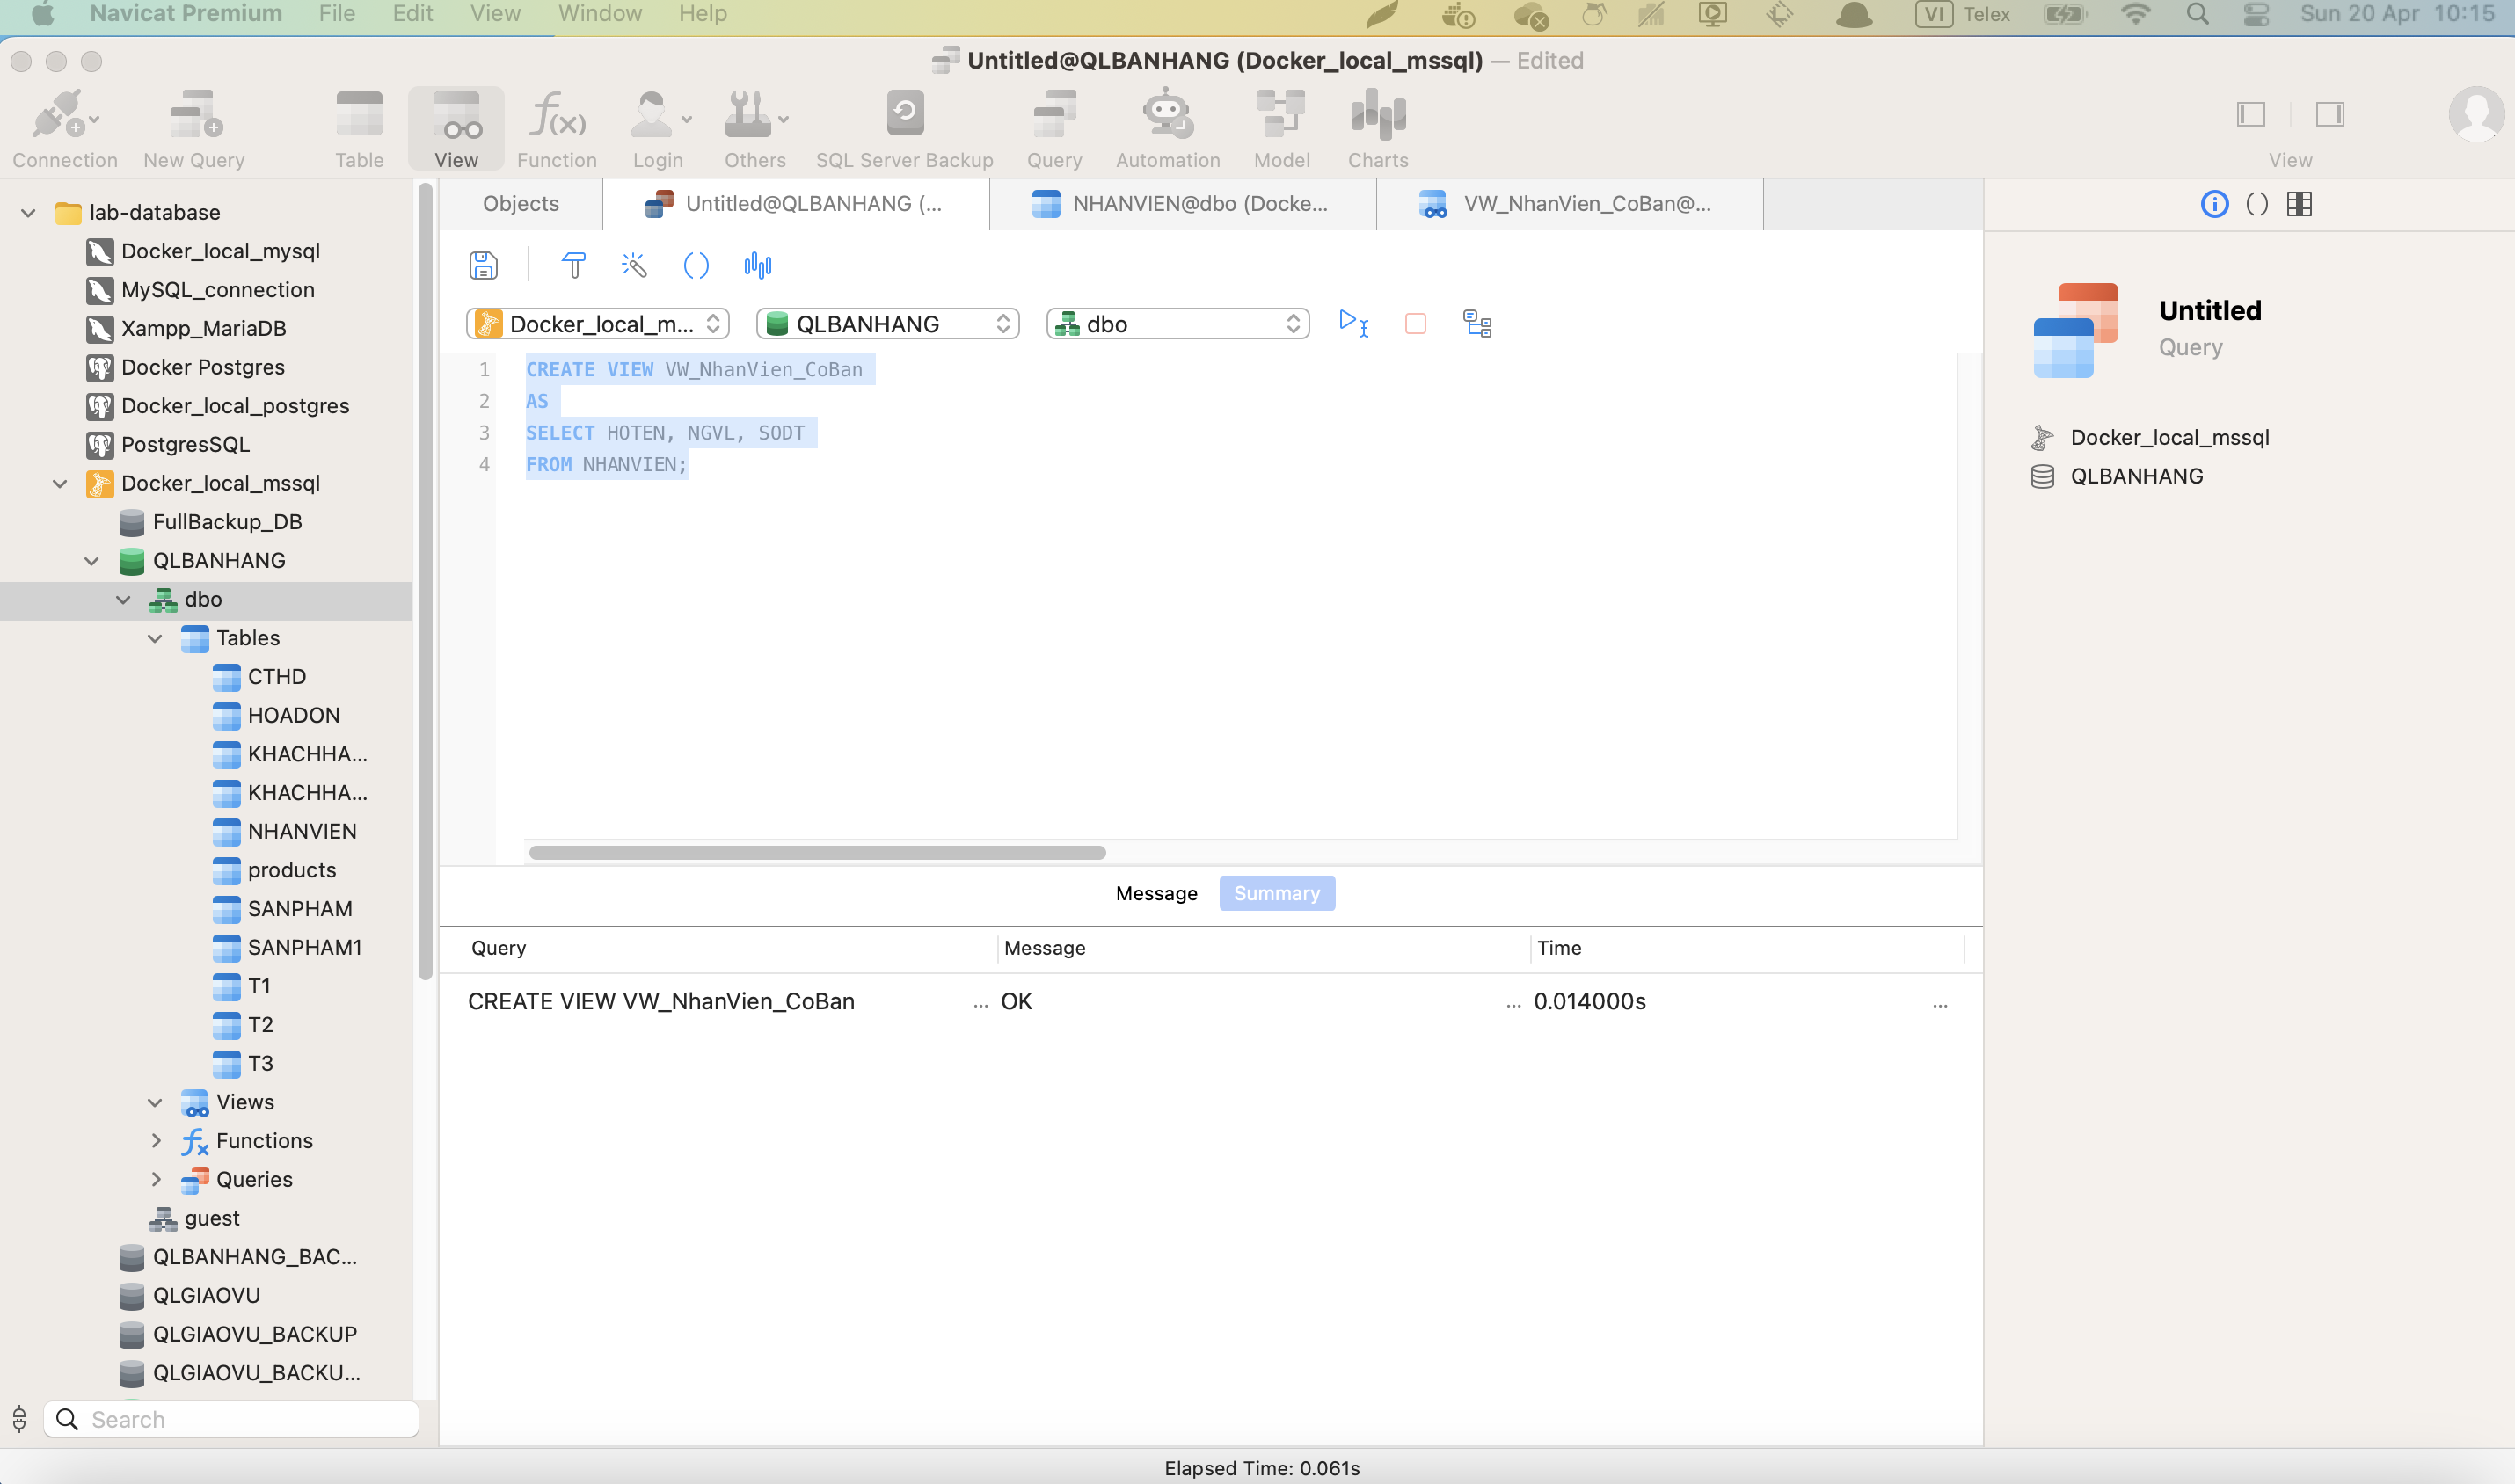 Navicat Premium File Edit View Window Help VI Telex Sun 20 Apr 10:15
Untitled@QLBANHANG (Docker_local_mssql) — Edited
Connection New Query Table View Function Login Others SQL Server Backup Query Automation Model Charts View
lab-database
Docker_local_mysql
MySQL_connection
Xampp_MariaDB
Docker Postgres
Docker_local_postgres
PostgresSQL
Docker_local_mssql
FullBackup_DB
QLBANHANG
dbo
Tables
CTHD
HOADON
KHACHHA...
KHACHHA...
NHANVIEN
products
SANPHAM
SANPHAM1
T1
T2
T3
Views
Functions
Queries
guest
QLBANHANG_BAC...
QLGIAOVU
QLGIAOVU_BACKUP
QLGIAOVU_BACKU...
Search
Objects Untitled@QLBANHANG (... NHANVIEN@dbo (Docke... VW_NhanVien_CoBan@...
Docker_local_m... QLBANHANG dbo
1 CREATE VIEW VW_NhanVien_CoBan
2 AS
3 SELECT HOTEN, NGVL, SODT
4 FROM NHANVIEN;
Message Summary
Query Message Time
CREATE VIEW VW_NhanVien_CoBan ... OK ... 0.014000s ...
Untitled
Query
Docker_local_mssql
QLBANHANG
Elapsed Time: 0.061s